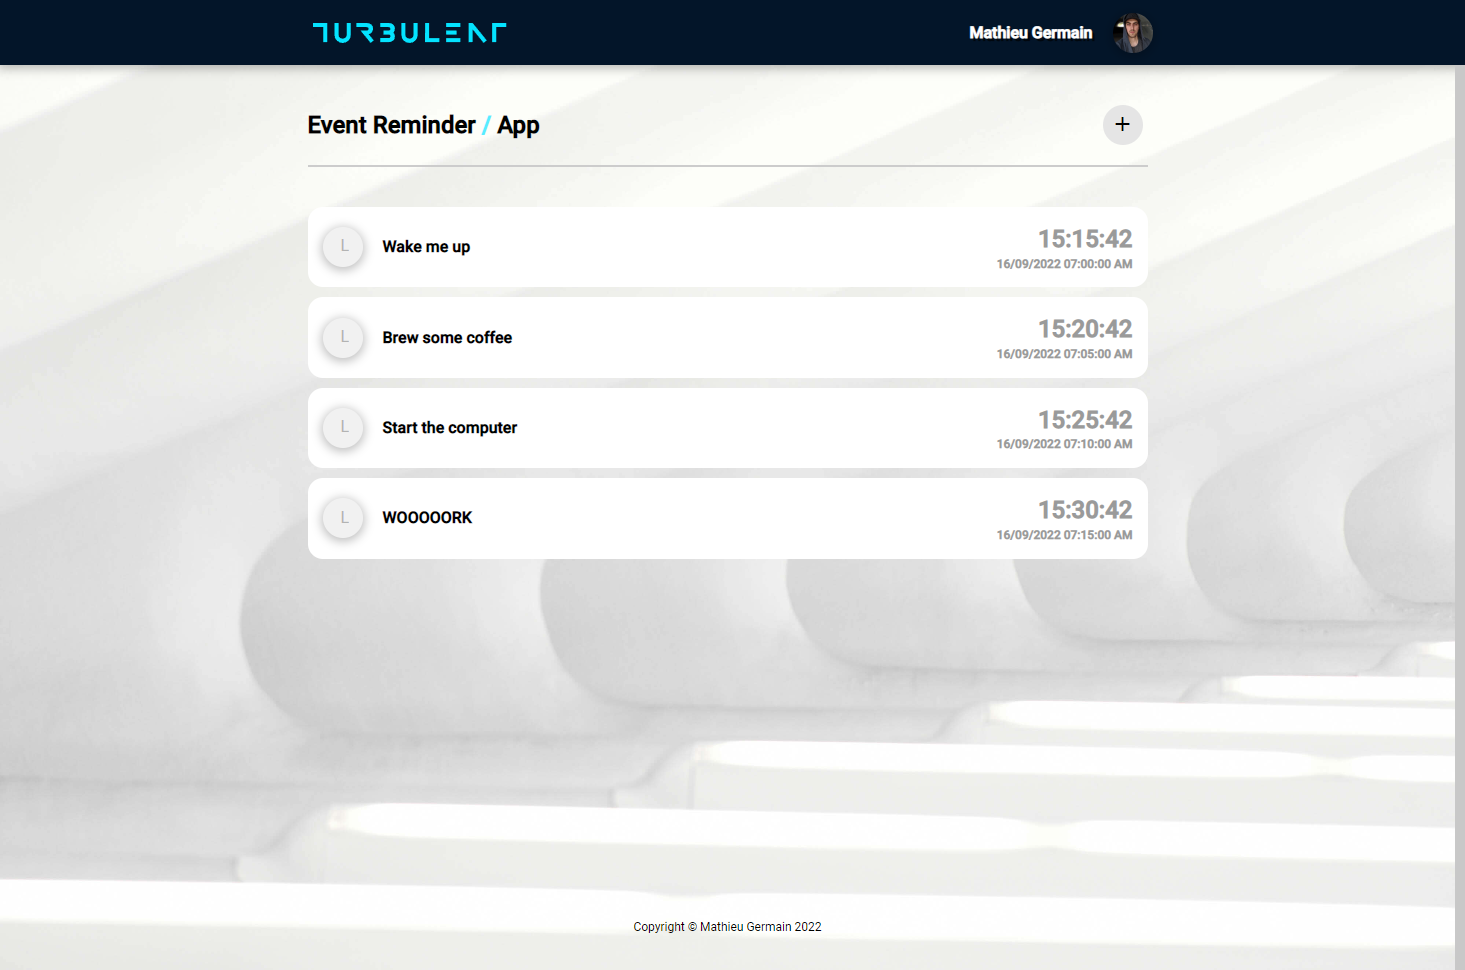 TURBULENT
Mathieu Germain
Event Reminder / App
+
L
Wake me up
15:15:42
16/09/2022 07:00:00 AM
L
Brew some coffee
15:20:42
16/09/2022 07:05:00 AM
L
Start the computer
15:25:42
16/09/2022 07:10:00 AM
L
WOOOOORK
15:30:42
16/09/2022 07:15:00 AM
Copyright © Mathieu Germain 2022